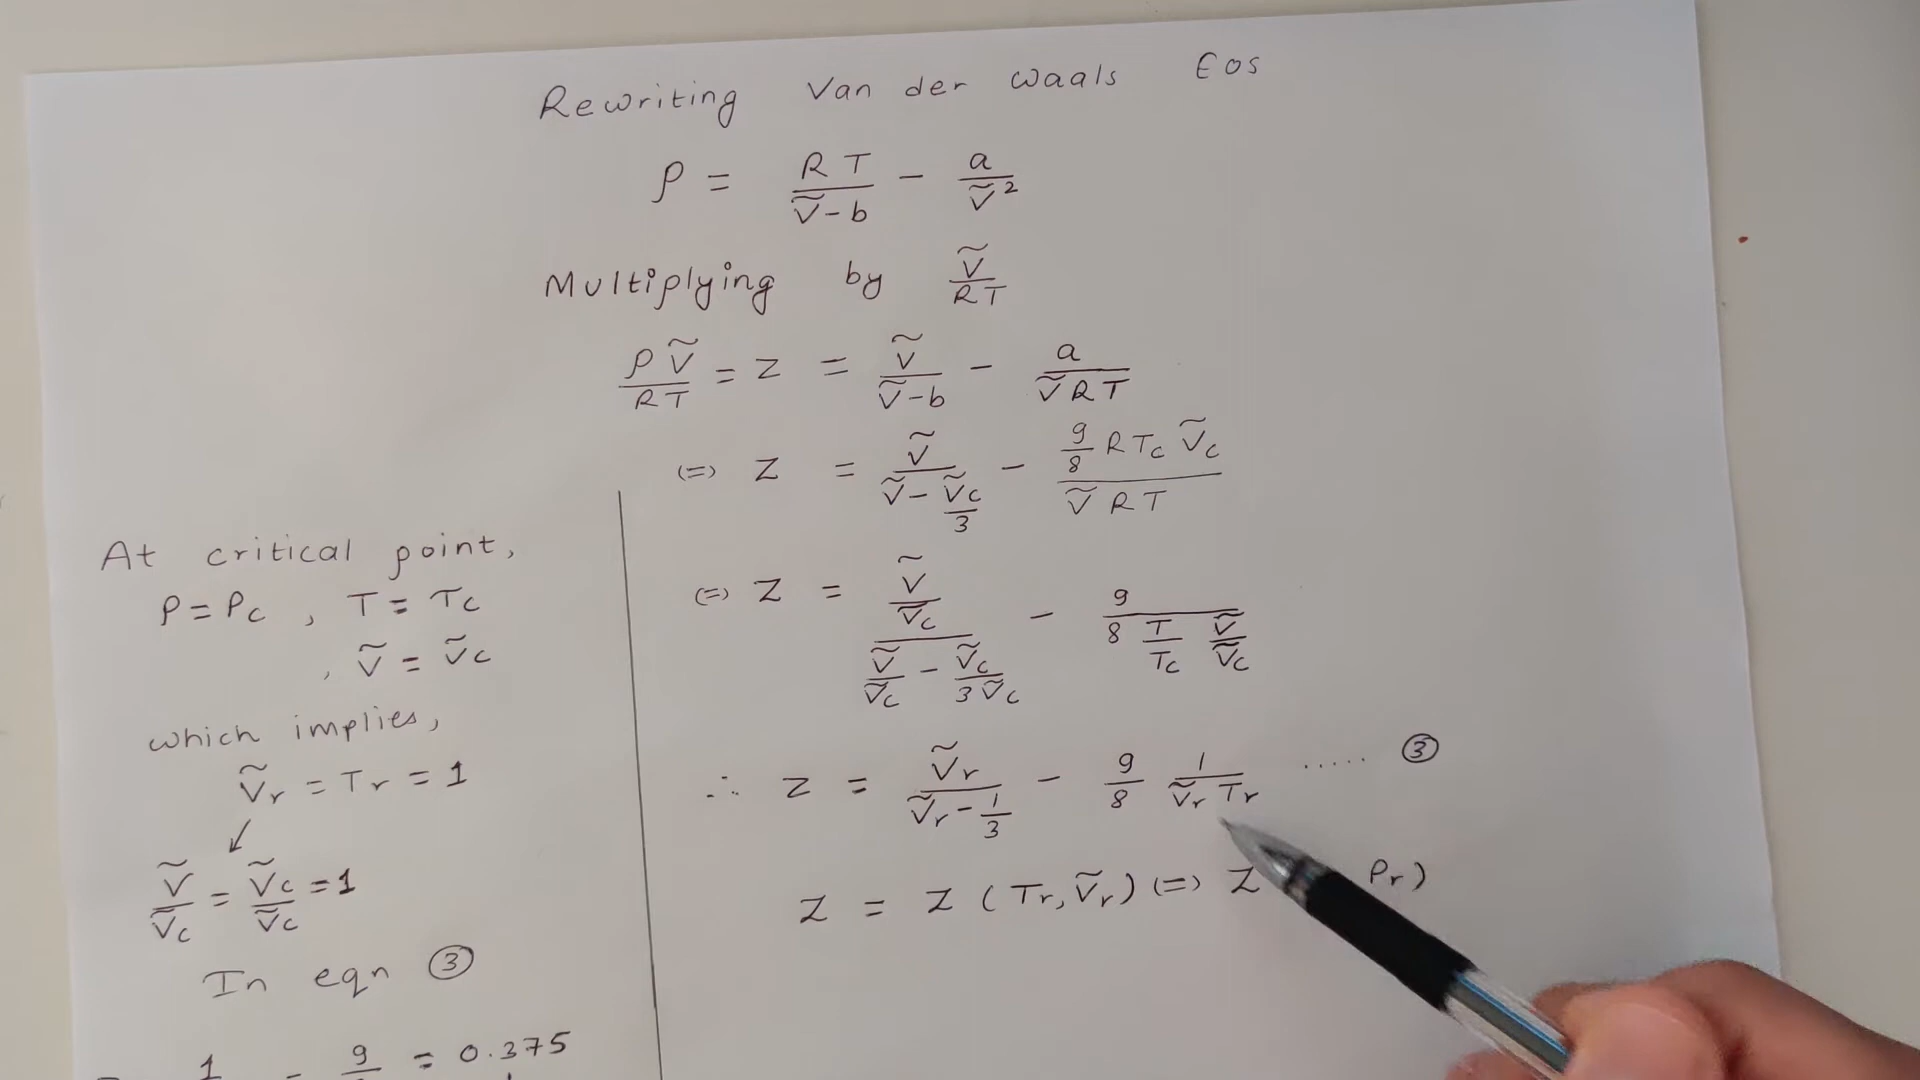 Rewriting Van der Waals Eos
P = RT/(Ṽ-b) - a/Ṽ²
Multiplying by Ṽ/RT
PṼ/RT = Z = Ṽ/(Ṽ-b) - a/(ṼRT)
(=) Z = Ṽ/(Ṽ - Ṽc/3) - (9/8 RTc Ṽc)/(ṼRT)
(=) Z = (Ṽ/Ṽc)/(Ṽ/Ṽc - Ṽc/3Ṽc) - 9/(8 T/Tc Ṽ/Ṽc)
∴ Z = Ṽr/(Ṽr - 1/3) - 9/8 1/(Ṽr Tr) ..... ③
Z = Z (Tr, Ṽr) (=) Z Pr)
At critical point,
P = Pc , T = Tc
, Ṽ = Ṽc
which implies,
Ṽr = Tr = 1
↙
Ṽ/Ṽc = Ṽc/Ṽc = 1
In eqn ③
1 - 9 = 0.375